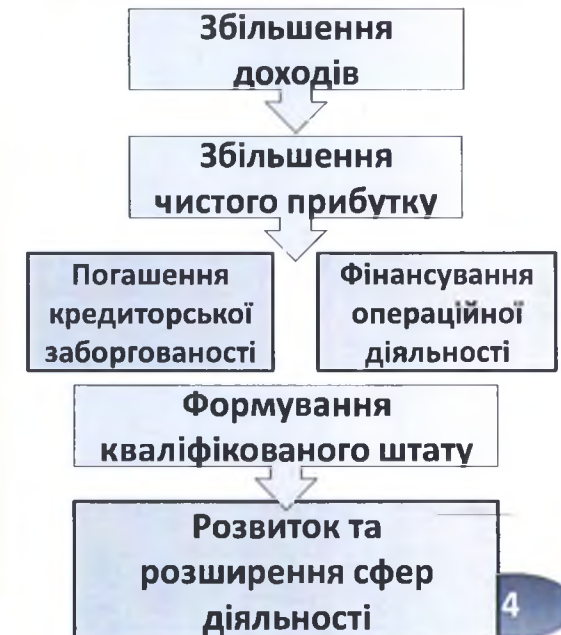 Збільшення
доходів
Збільшення
чистого прибутку
Погашення
кредиторської
заборгованості
Фінансування
операційної
діяльності
Формування
кваліфікованого штату
Розвиток та
розширення сфер
діяльності
4